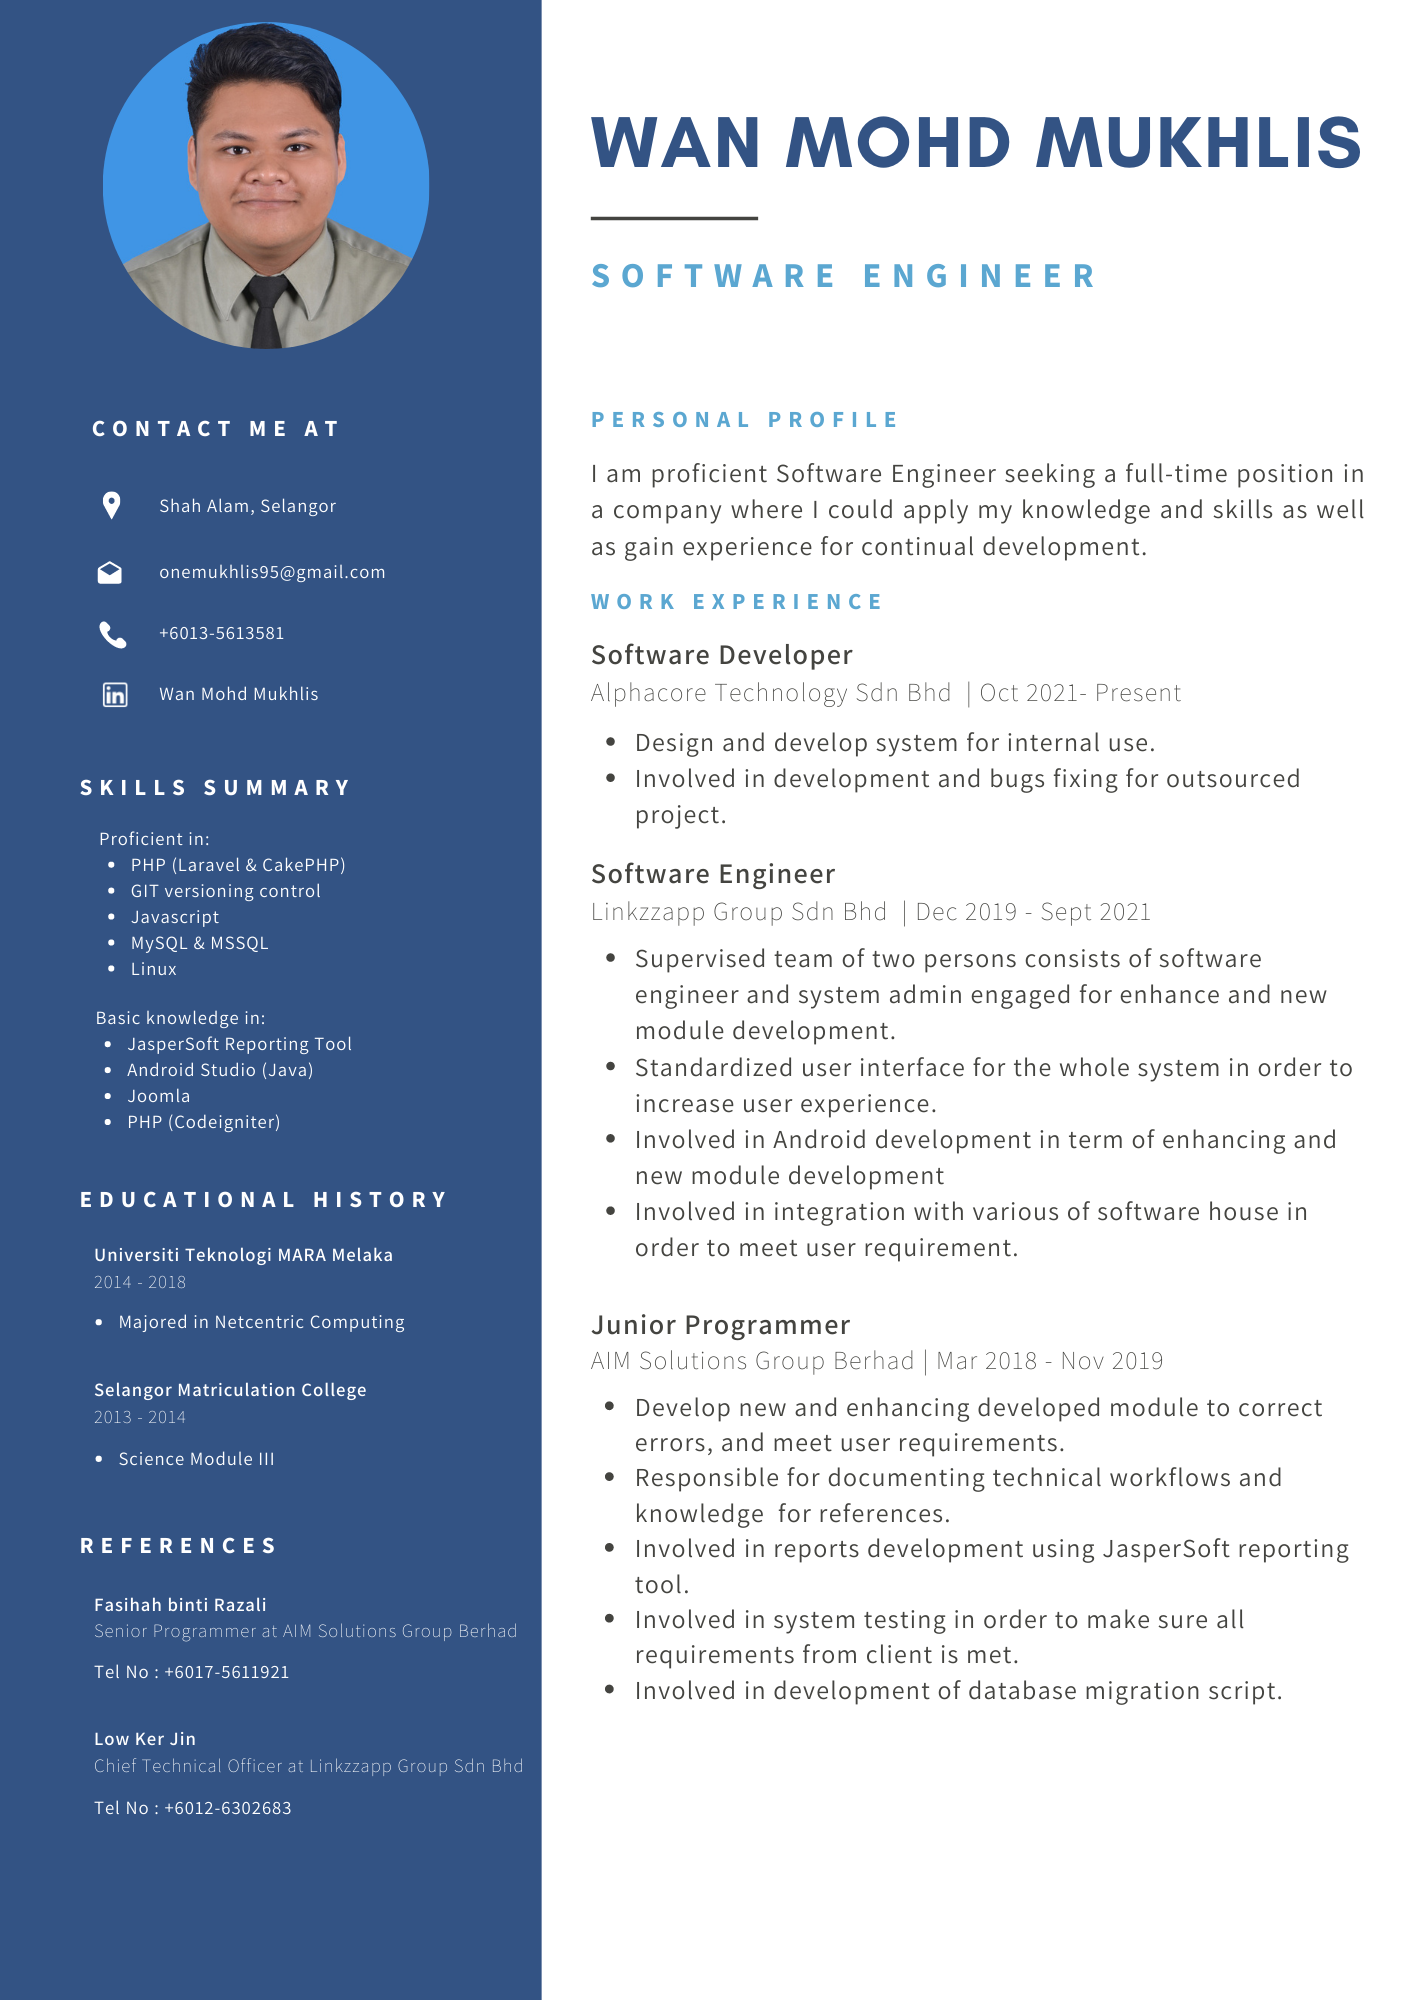 WAN MOHD MUKHLIS
SOFTWARE ENGINEER
CONTACT ME AT
Shah Alam, Selangor
onemukhlis95@gmail.com
+6013-5613581
in
Wan Mohd Mukhlis
SKILLS SUMMARY
Proficient in:
• PHP (Laravel & CakePHP)
• GIT versioning control
• Javascript
• MySQL & MSSQL
• Linux
Basic knowledge in:
• JasperSoft Reporting Tool
• Android Studio (Java)
• Joomla
• PHP (Codeigniter)
EDUCATIONAL HISTORY
Universiti Teknologi MARA Melaka
2014 - 2018
• Majored in Netcentric Computing
Selangor Matriculation College
2013 - 2014
• Science Module III
REFERENCES
Fasihah binti Razali
Senior Programmer at AIM Solutions Group Berhad
Tel No : +6017-5611921
Low Ker Jin
Chief Technical Officer at Linkzzapp Group Sdn Bhd
Tel No : +6012-6302683
PERSONAL PROFILE
I am proficient Software Engineer seeking a full-time position in
a company where I could apply my knowledge and skills as well
as gain experience for continual development.
WORK EXPERIENCE
Software Developer
Alphacore Technology Sdn Bhd | Oct 2021- Present
• Design and develop system for internal use.
• Involved in development and bugs fixing for outsourced
project.
Software Engineer
Linkzzapp Group Sdn Bhd | Dec 2019 - Sept 2021
• Supervised team of two persons consists of software
engineer and system admin engaged for enhance and new
module development.
• Standardized user interface for the whole system in order to
increase user experience.
• Involved in Android development in term of enhancing and
new module development
• Involved in integration with various of software house in
order to meet user requirement.
Junior Programmer
AIM Solutions Group Berhad | Mar 2018 - Nov 2019
• Develop new and enhancing developed module to correct
errors, and meet user requirements.
• Responsible for documenting technical workflows and
knowledge for references.
• Involved in reports development using JasperSoft reporting
tool.
• Involved in system testing in order to make sure all
requirements from client is met.
• Involved in development of database migration script.